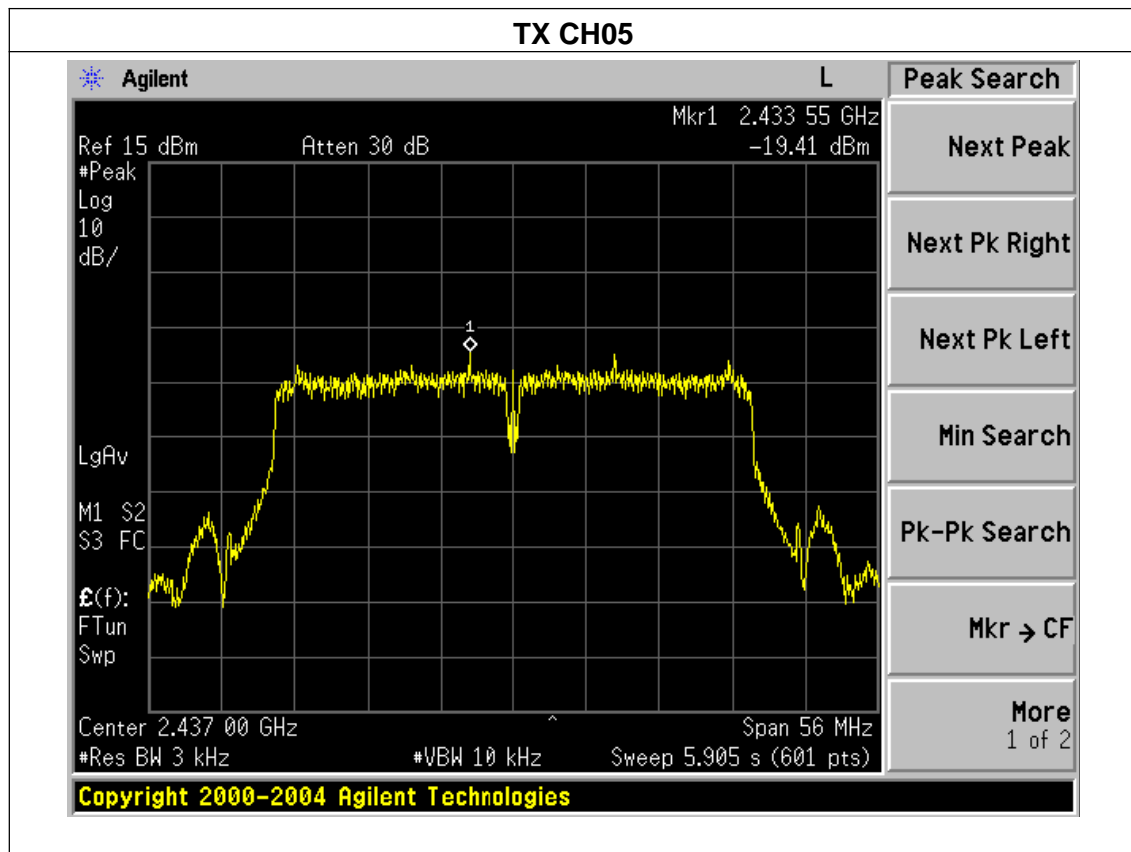 TX CH05
Agilent L Peak Search
Mkr1 2.433 55 GHz
Ref 15 dBm Atten 30 dB -19.41 dBm
#Peak
Log
10
dB/
1
LgAv
M1 S2
S3 FC
£(f):
FTun
Swp
Center 2.437 00 GHz ^ Span 56 MHz
#Res BW 3 kHz #VBW 10 kHz Sweep 5.905 s (601 pts)
Copyright 2000-2004 Agilent Technologies
Next Peak
Next Pk Right
Next Pk Left
Min Search
Pk-Pk Search
Mkr → CF
More
1 of 2